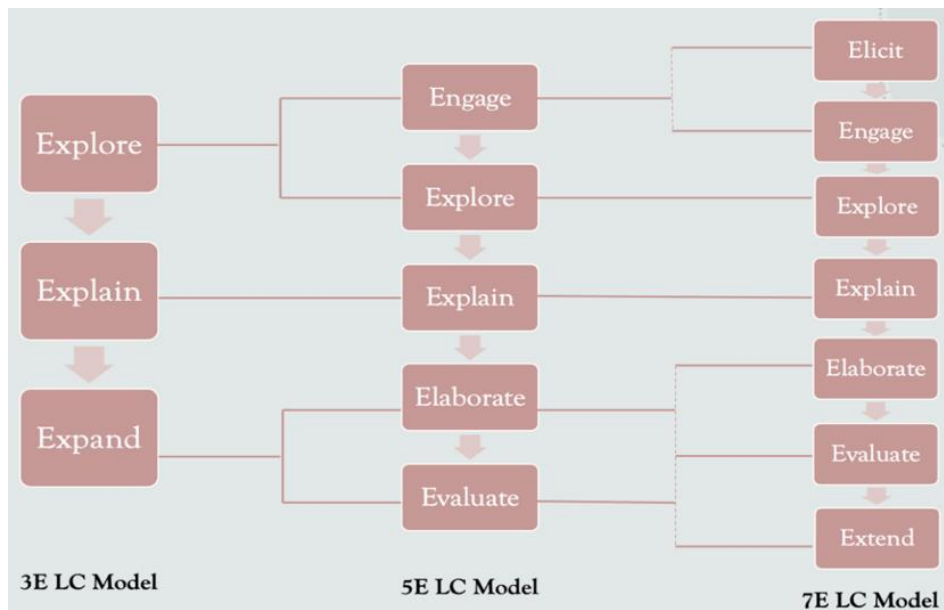 Explore
Explain
Expand
3E LC Model
Engage
Explore
Explain
Elaborate
Evaluate
5E LC Model
Elicit
Engage
Explore
Explain
Elaborate
Evaluate
Extend
7E LC Model